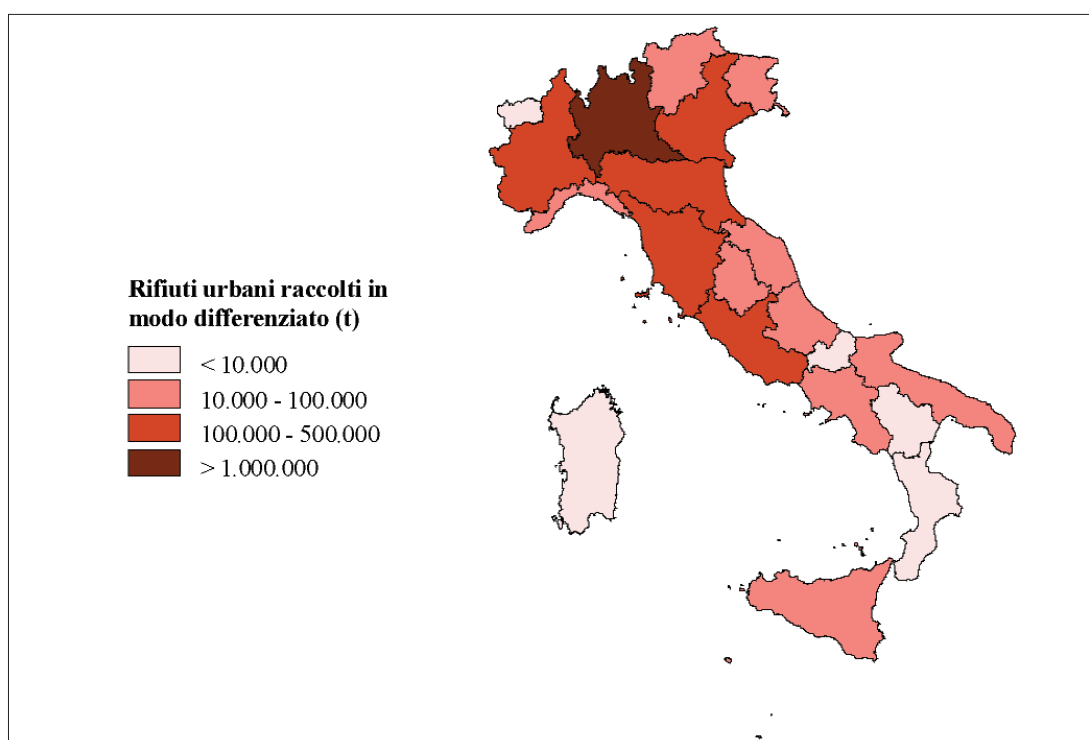 Rifiuti urbani raccolti in
modo differenziato (t)
< 10.000
10.000 - 100.000
100.000 - 500.000
> 1.000.000